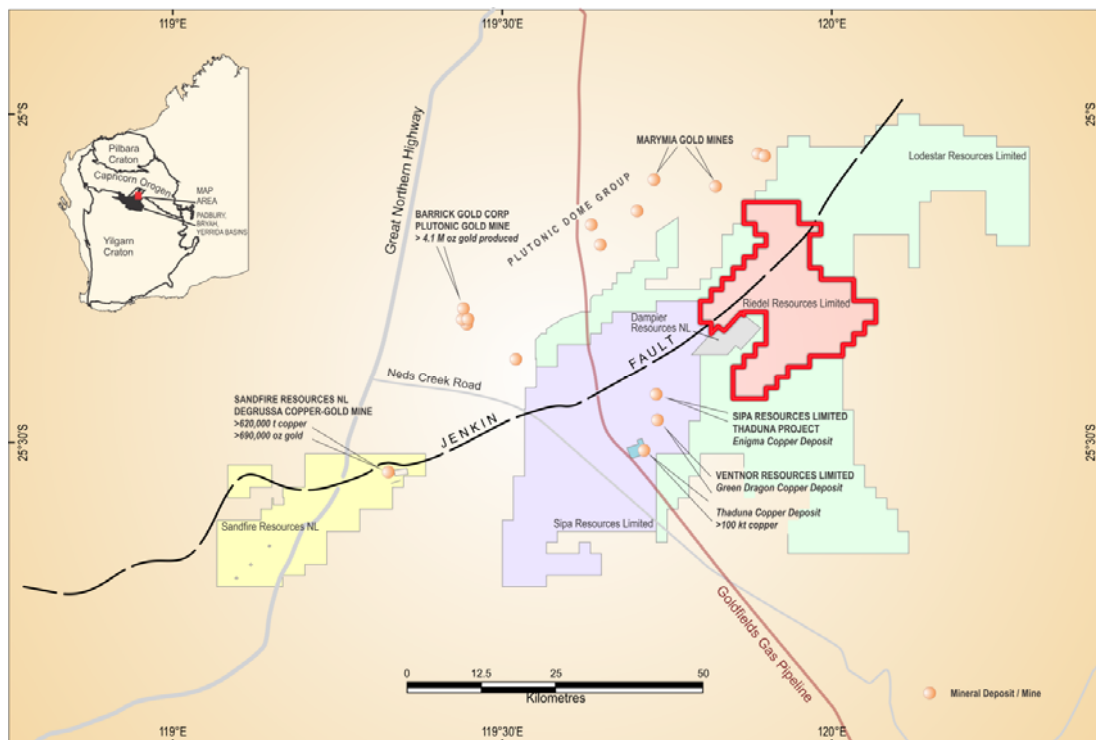 119°E
119°30'E
120°E
25°S
25°S
Pilbara
Craton
Capricorn Orogen
MAP
AREA
PADBURY,
BRYAH,
YERRIDA BASINS
Yilgarn
Craton
Great Northern Highway
MARYMIA GOLD MINES
Lodestar Resources Limited
PLUTONIC DOME GROUP
BARRICK GOLD CORP
PLUTONIC GOLD MINE
> 4.1 M oz gold produced
Riedel Resources Limited
Dampier
Resources NL
JENKIN FAULT
Neds Creek Road
SANDFIRE RESOURCES NL
DEGRUSSA COPPER-GOLD MINE
>620,000 t copper
>690,000 oz gold
SIPA RESOURCES LIMITED
THADUNA PROJECT
Enigma Copper Deposit
25°30'S
25°30'S
VENTNOR RESOURCES LIMITED
Green Dragon Copper Deposit
Thaduna Copper Deposit
>100 kt copper
Sandfire Resources NL
Sipa Resources Limited
Goldfields Gas Pipeline
0 12.5 25 50
Kilometres
Mineral Deposit / Mine
119°E
119°30'E
120°E